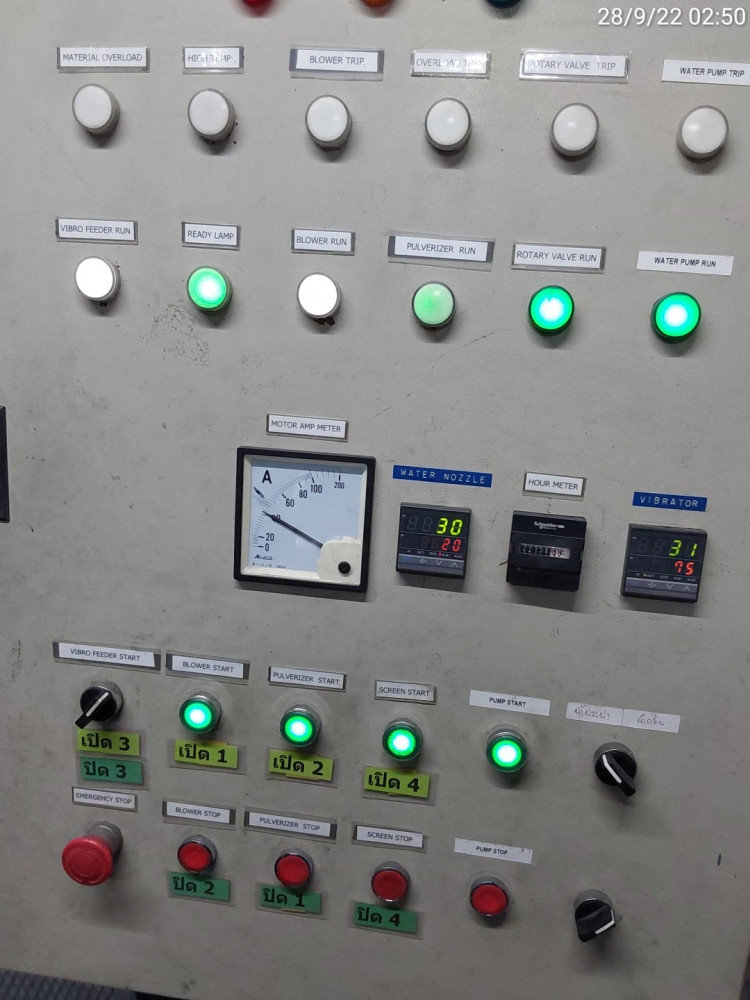 28/9/22 02:50
MATERIAL OVERLOAD
HIGH TEMP.
BLOWER TRIP
OVERLOAD
ROTARY VALVE TRIP
WATER PUMP TRIP
VIBRO FEEDER RUN
READY LAMP
BLOWER RUN
PULVERIZER RUN
ROTARY VALVE RUN
WATER PUMP RUN
MOTOR AMP METER
WATER NOZZLE
HOUR METER
VIBRATOR
A
60
80
100
200
20
0
30
20
Schneider
31
75
VIBRO FEEDER START
BLOWER START
PULVERIZER START
SCREEN START
PUMP START
เปิด 3
เปิด 1
เปิด 2
เปิด 4
ปิด 3
EMERGENCY STOP
BLOWER STOP
PULVERIZER STOP
SCREEN STOP
PUMP STOP
ปิด 2
ปิด 1
ปิด 4